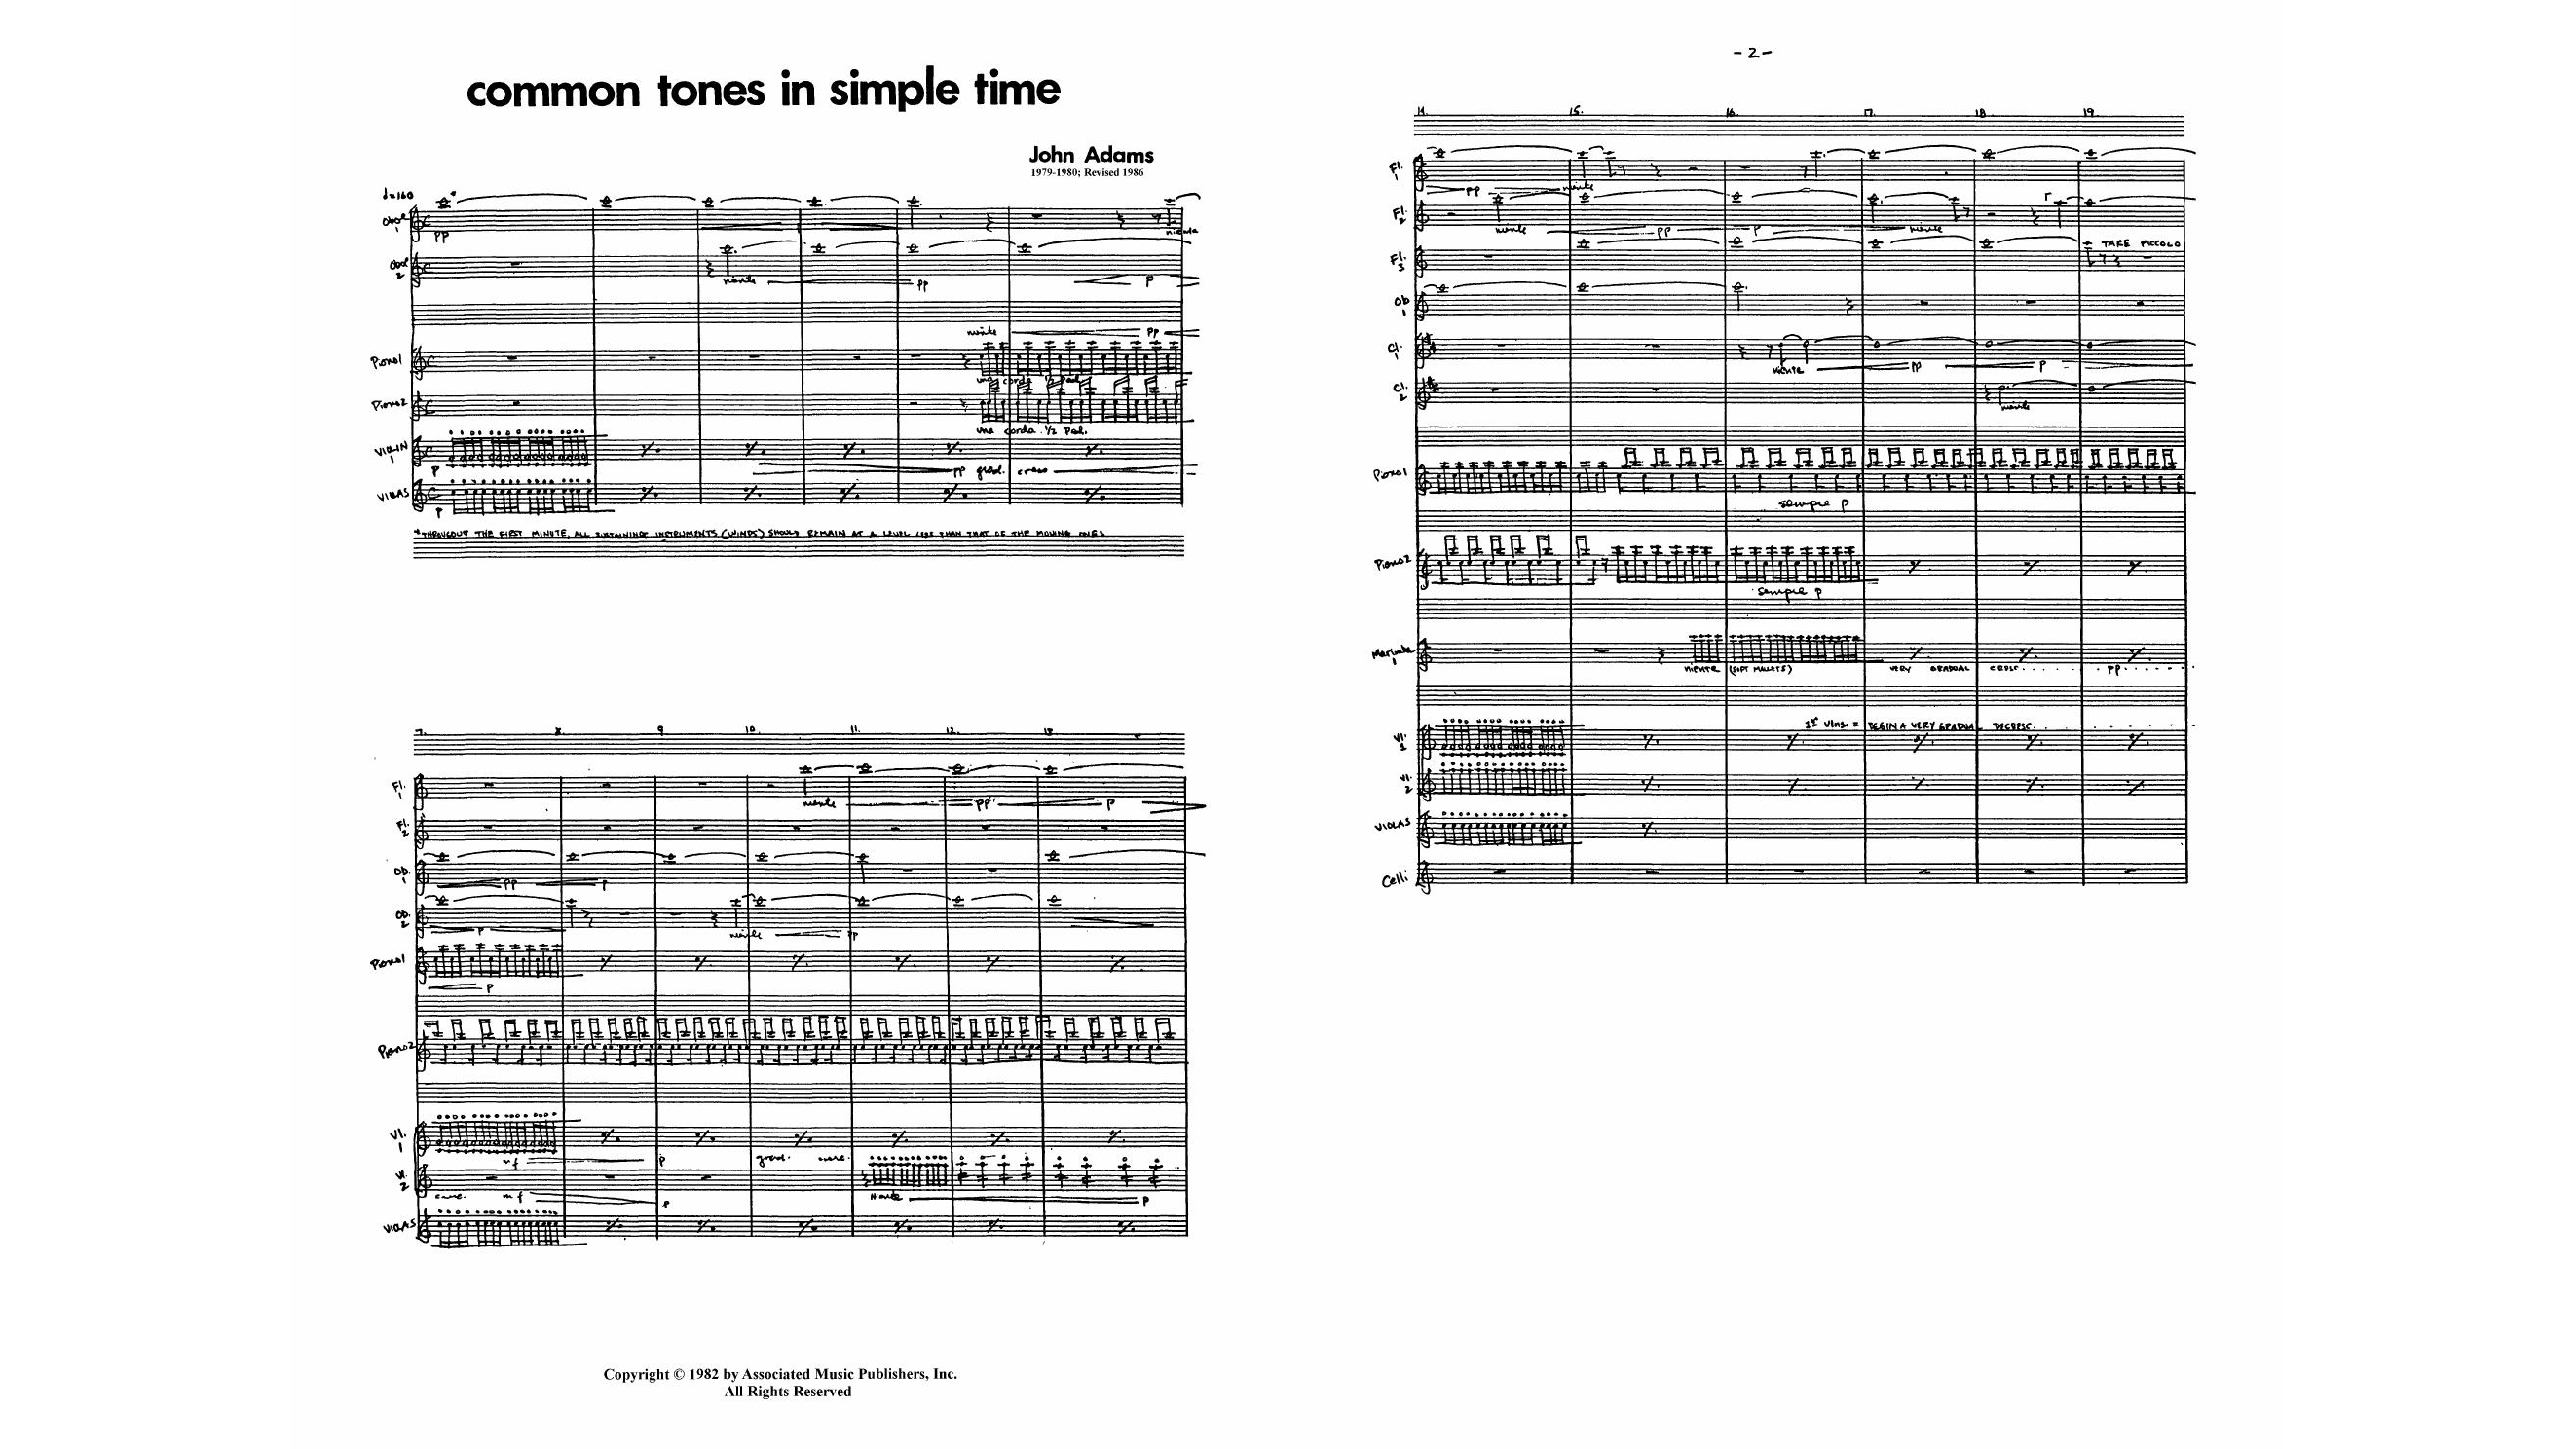 common tones in simple time
John Adams
1979-1980; Revised 1986
♩=160
Oboe 1
pp
niente
Oboe 2
niente pp p
niente pp
Piano 1
una corda ½ Ped.
Piano 2
una corda ½ Ped.
VIOLIN 1
p pp grad. cresc
VIOLAS
p
*THROUGHOUT THE FIRST MINUTE, ALL SUSTAINING INSTRUMENTS (WINDS) SHOULD REMAIN AT A LEVEL LESS THAN THAT OF THE MOVING ONES
7. 8 9 10. 11. 12. 13
Fl. 1
niente pp p
Fl. 2
Ob. 1
pp p
Ob. 2
p niente pp
Piano 1
p
Piano 2
Vl. 1
mf p grad.
Vl. 2
mf p niente p
VIOLAS
-2-
14. 15. 16. 17. 18. 19.
Fl. 1
pp niente
Fl. 2
niente pp p niente
Fl. 3
TAKE PICCOLO
Ob 1
Cl. 1
niente pp p
Cl. 2
niente
Piano 1
sempre p
Piano 2
sempre p
Marimba 1
niente (SOFT MALLETS) VERY GRADUAL CRESC. . . . . pp. . . . .
1st Vlns = BEGIN A VERY GRADUAL DECRESC.
Vl. 1
Vl. 2
VIOLAS
Celli
Copyright © 1982 by Associated Music Publishers, Inc.
All Rights Reserved